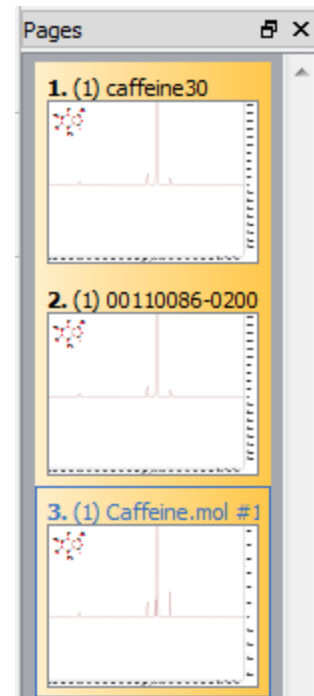 Pages
1. (1) caffeine30
2. (1) 00110086-0200
3. (1) Caffeine.mol #1